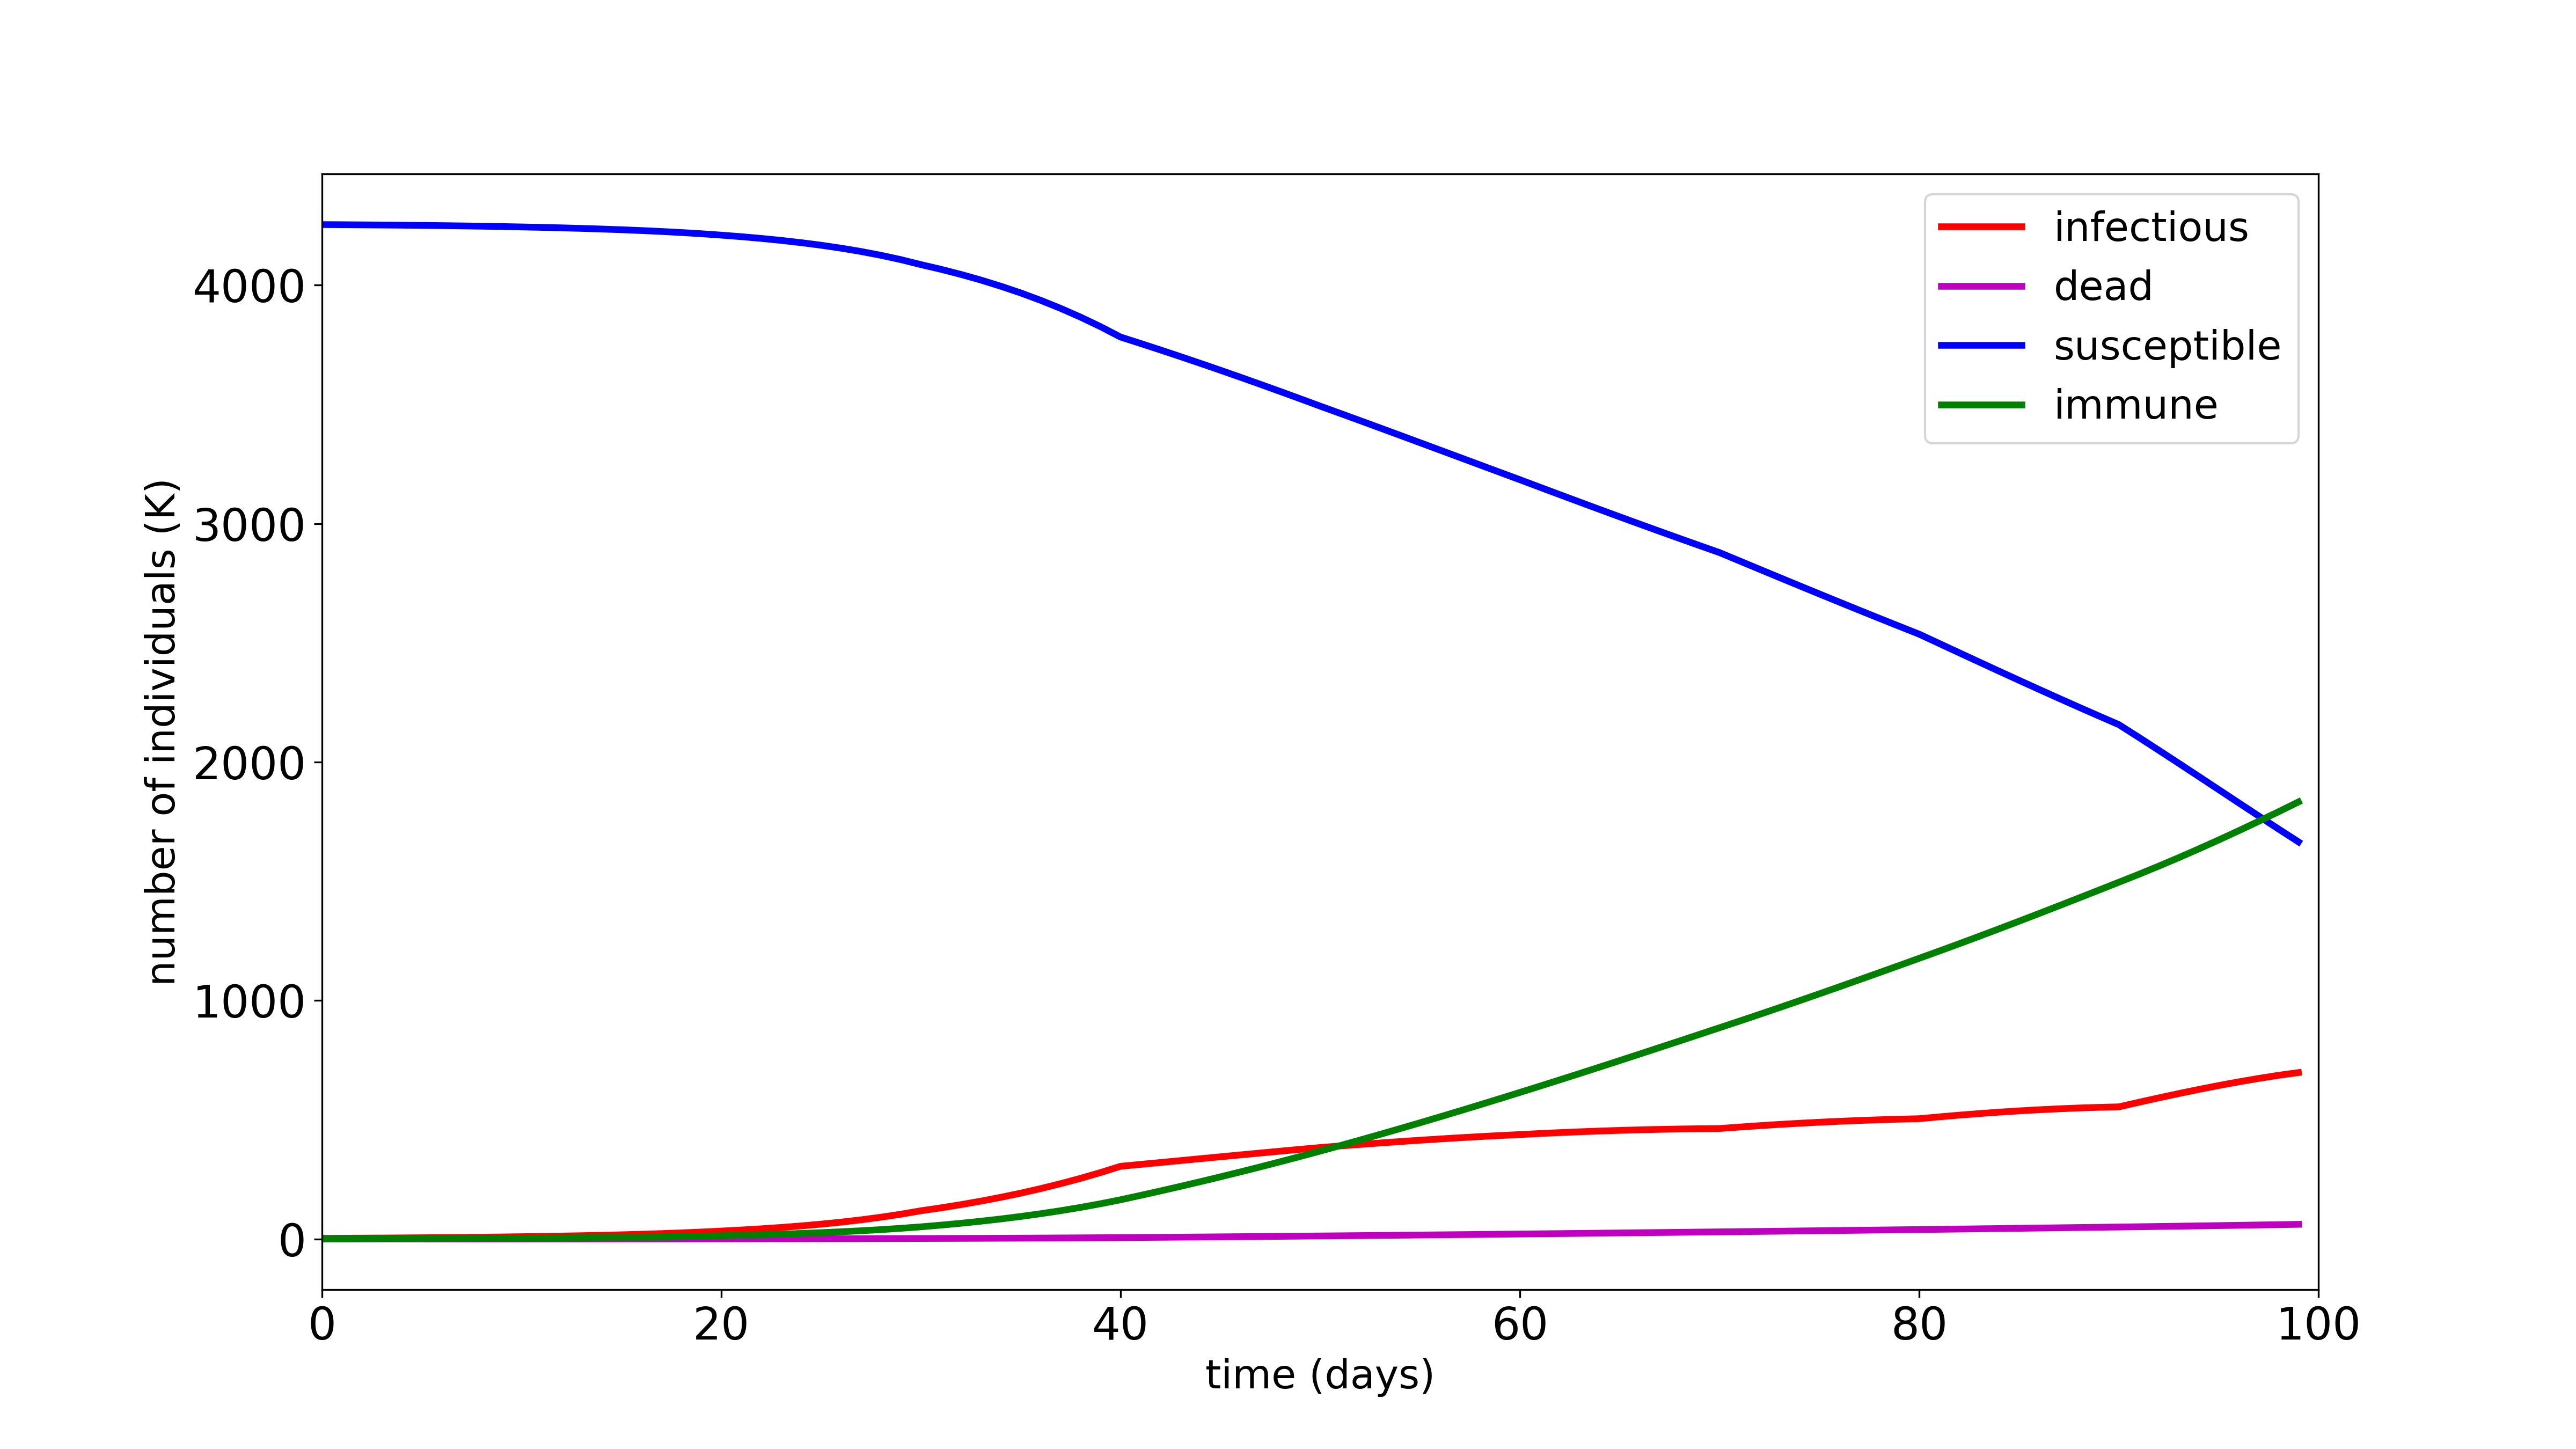 infectious
dead
susceptible
immune
number of individuals (K)
4000
3000
2000
1000
0
0 20 40 60 80 100
time (days)